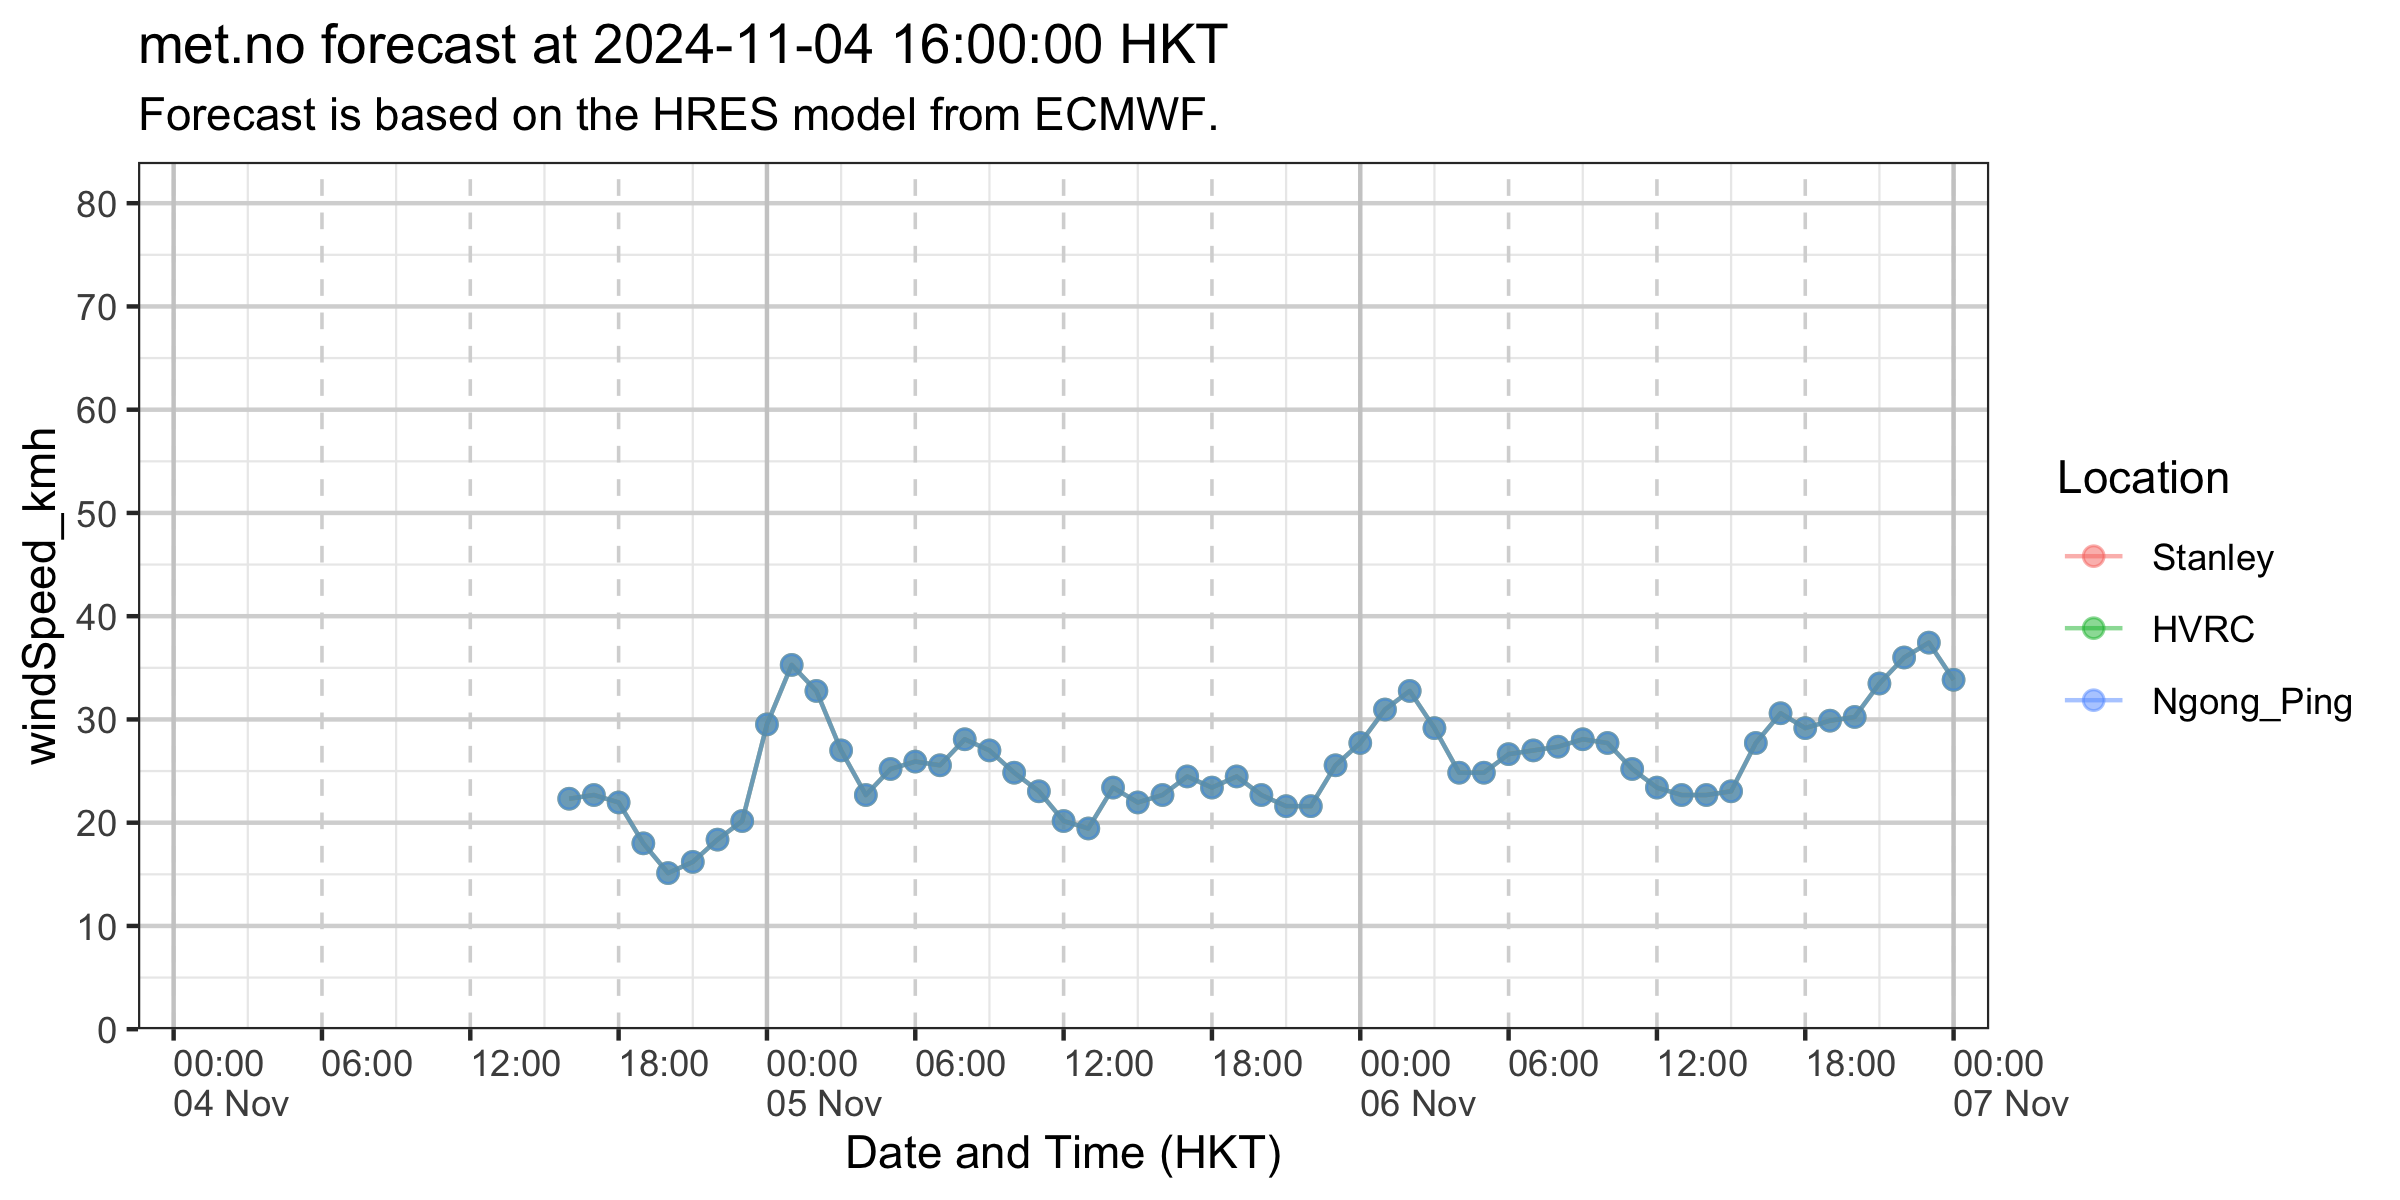 met.no forecast at 2024-11-04 16:00:00 HKT
Forecast is based on the HRES model from ECMWF.
windSpeed_kmh
80
70
60
50
40
30
20
10
0
00:00 06:00 12:00 18:00 00:00 06:00 12:00 18:00 00:00 06:00 12:00 18:00 00:00
04 Nov 05 Nov 06 Nov 07 Nov
Date and Time (HKT)
Location
Stanley
HVRC
Ngong_Ping